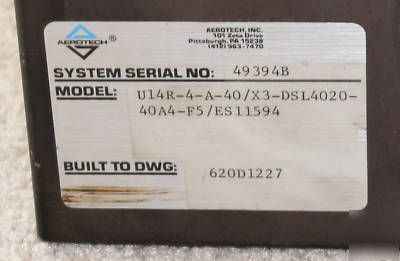 AEROTECH®
AEROTECH, INC.
101 Zeta Drive
Pittsburgh, PA 15238
(412) 963-7470
SYSTEM SERIAL NO: 49394B
MODEL: U14R-4-A-40/X3-DSL4020-
40A4-F5/ES11594
BUILT TO DWG: 620D1227